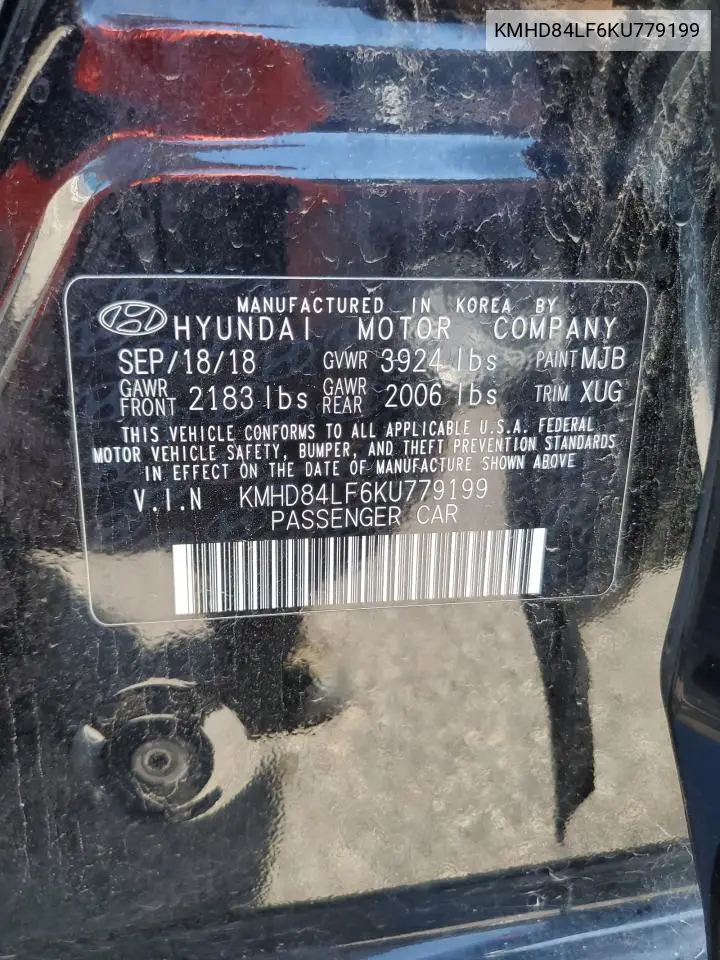 KMHD84LF6KU779199
MANUFACTURED IN KOREA BY
HYUNDAI MOTOR COMPANY
SEP/18/18 GVWR 3924 lbs PAINT MJB
GAWR FRONT 2183 lbs GAWR REAR 2006 lbs TRIM XUG
THIS VEHICLE CONFORMS TO ALL APPLICABLE U.S.A. FEDERAL
MOTOR VEHICLE SAFETY, BUMPER, AND THEFT PREVENTION STANDARDS
IN EFFECT ON THE DATE OF MANUFACTURE SHOWN ABOVE
V.I.N KMHD84LF6KU779199
PASSENGER CAR